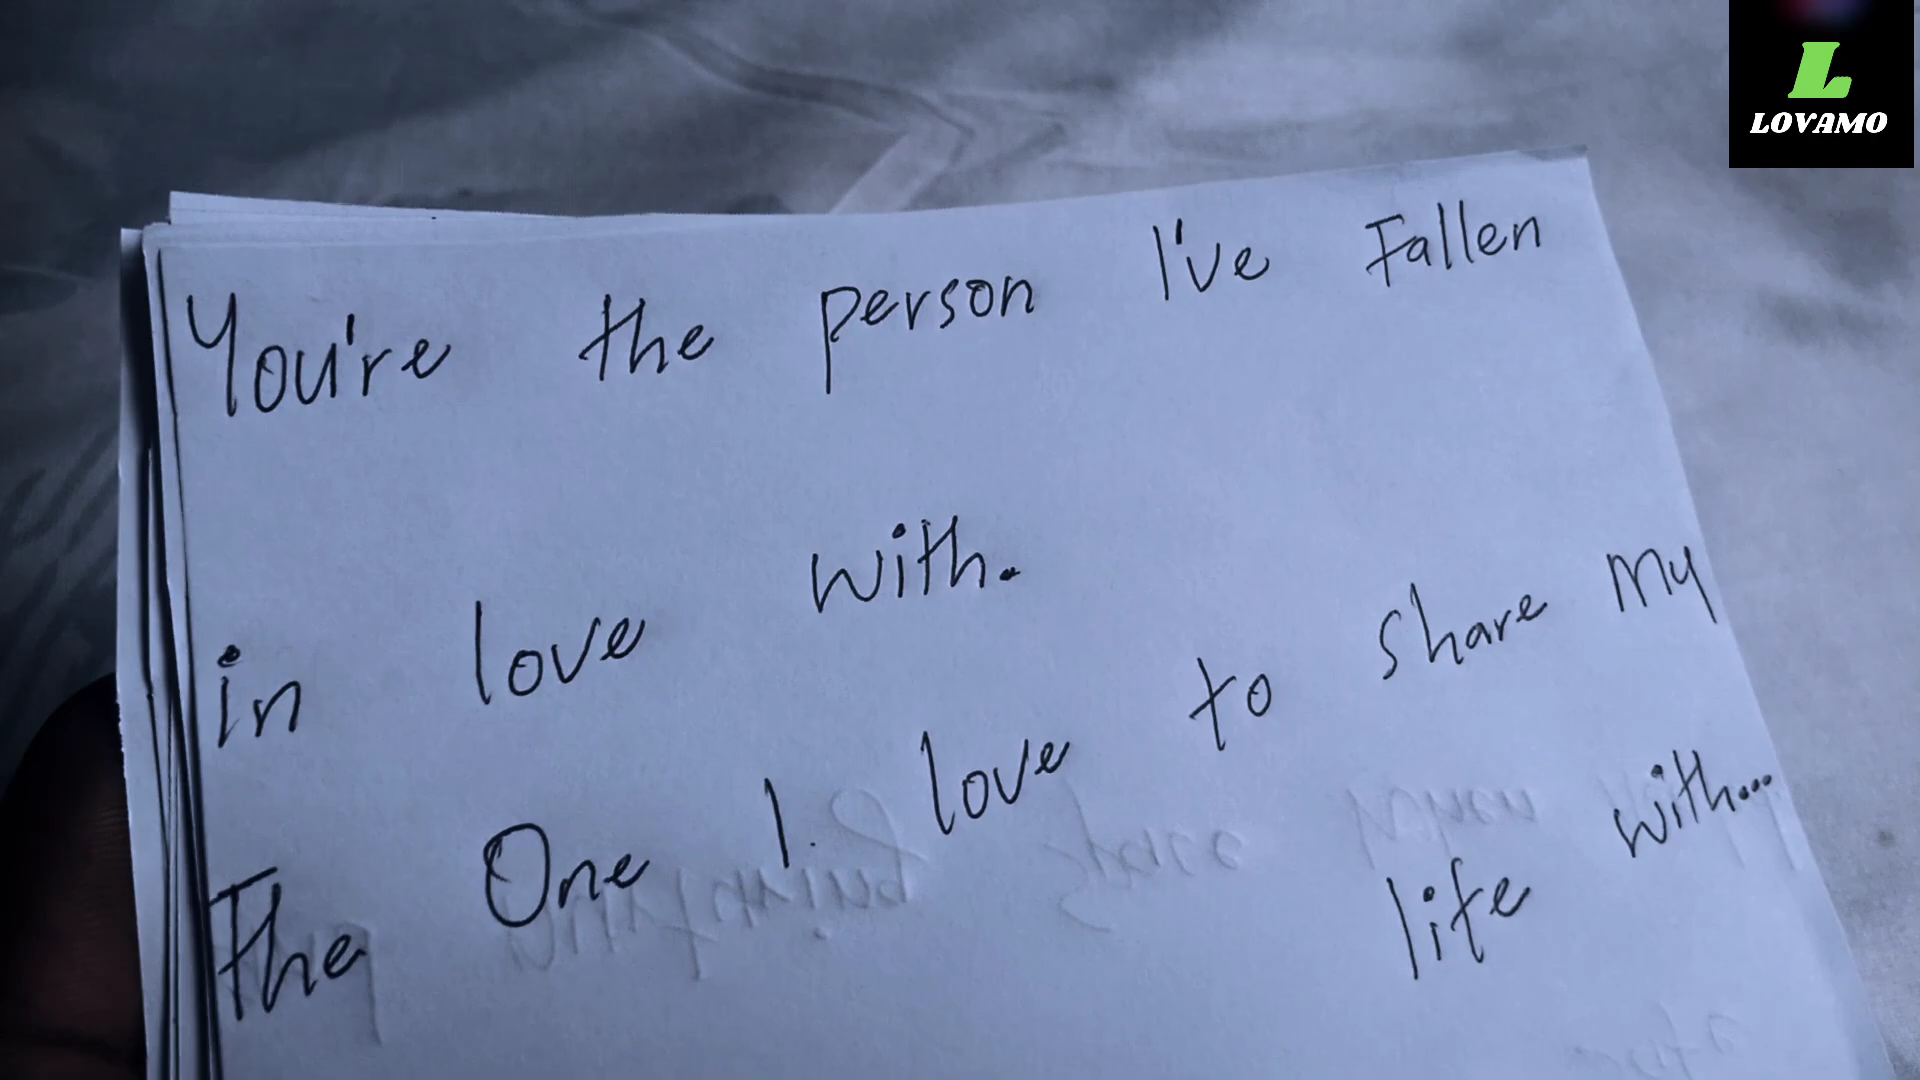 L
LOVAMO
You're the person I've Fallen
in love with.
The One I love to share My
life with...